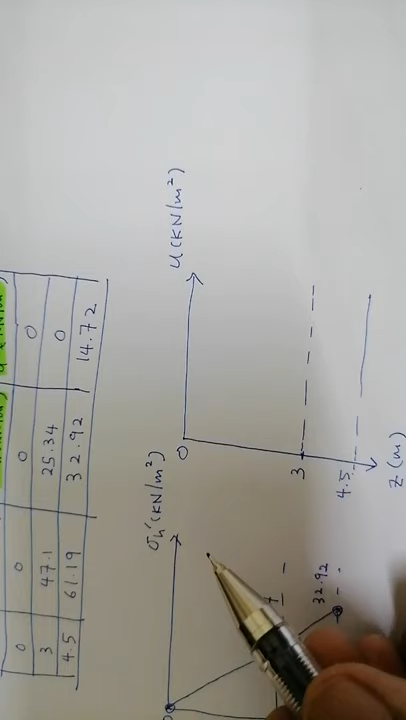 0 0 0 0
3 47.1 25.34 0
4.5 61.19 32.92 14.72
σh' (KN/m²)
32.92
u (KN/m²)
0
3
4.5
z (m)